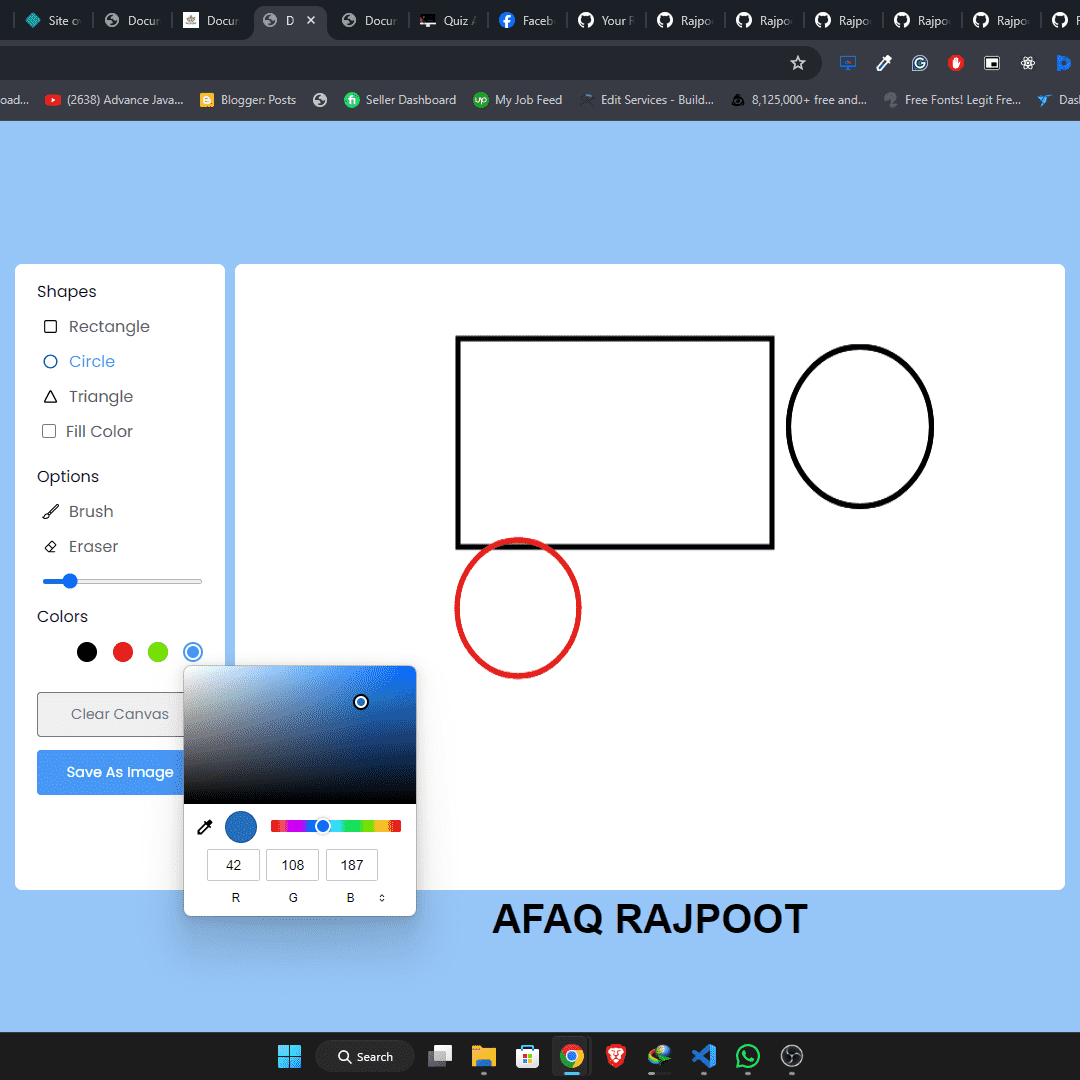 Site o
Docur
Docun
D
Docur
Quiz
Faceb
Your F
Rajpo
Rajpo
Rajpo
Rajpo
Rajpo
oad...
(2638) Advance Java...
Blogger: Posts
Seller Dashboard
My Job Feed
Edit Services - Build...
8,125,000+ free and...
Free Fonts! Legit Fre...
Dasl
Shapes
Rectangle
Circle
Triangle
Fill Color
Options
Brush
Eraser
Colors
Clear Canvas
Save As Image
42 108 187
R G B
AFAQ RAJPOOT
Search